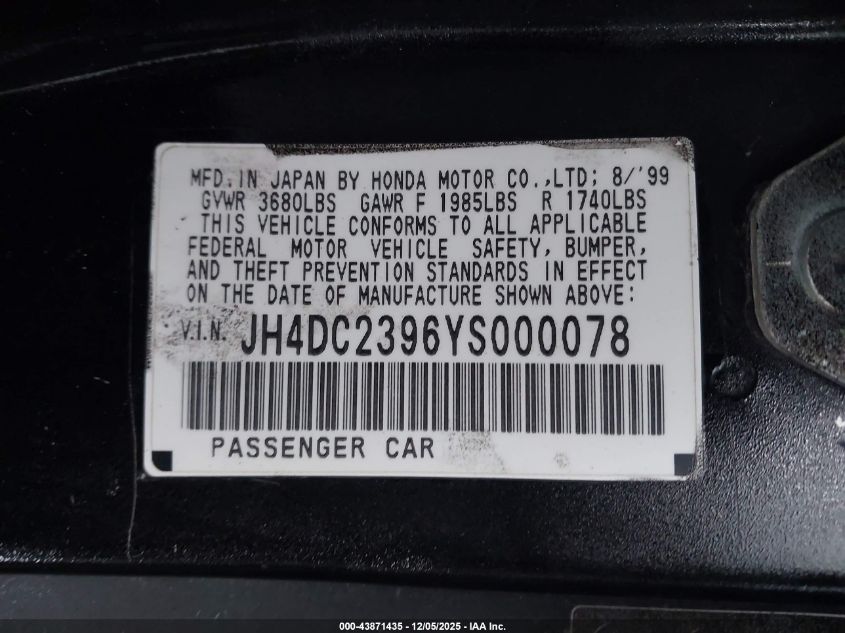 MFD. IN JAPAN BY HONDA MOTOR CO.,LTD; 8/'99
GVWR 3680LBS GAWR F 1985LBS R 1740LBS
THIS VEHICLE CONFORMS TO ALL APPLICABLE
FEDERAL MOTOR VEHICLE SAFETY, BUMPER,
AND THEFT PREVENTION STANDARDS IN EFFECT
ON THE DATE OF MANUFACTURE SHOWN ABOVE:
V.I.N. JH4DC2396YS000078
PASSENGER CAR
000-43871435 - 12/05/2025 - IAA Inc.